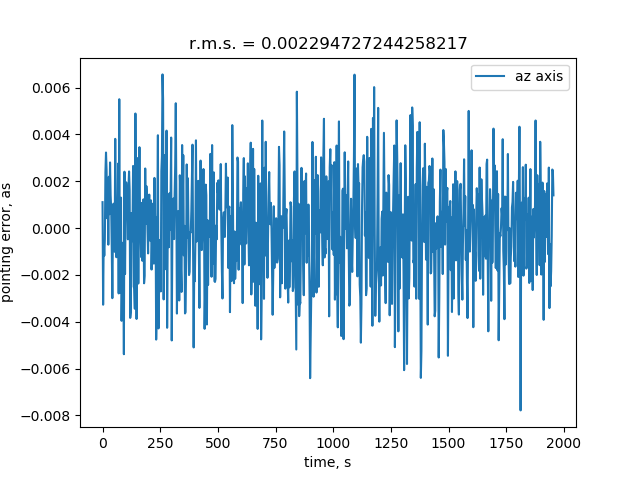 r.m.s. = 0.002294727244258217
az axis
0.006
0.004
0.002
0.000
−0.002
−0.004
−0.006
−0.008
pointing error, as
0 250 500 750 1000 1250 1500 1750 2000
time, s